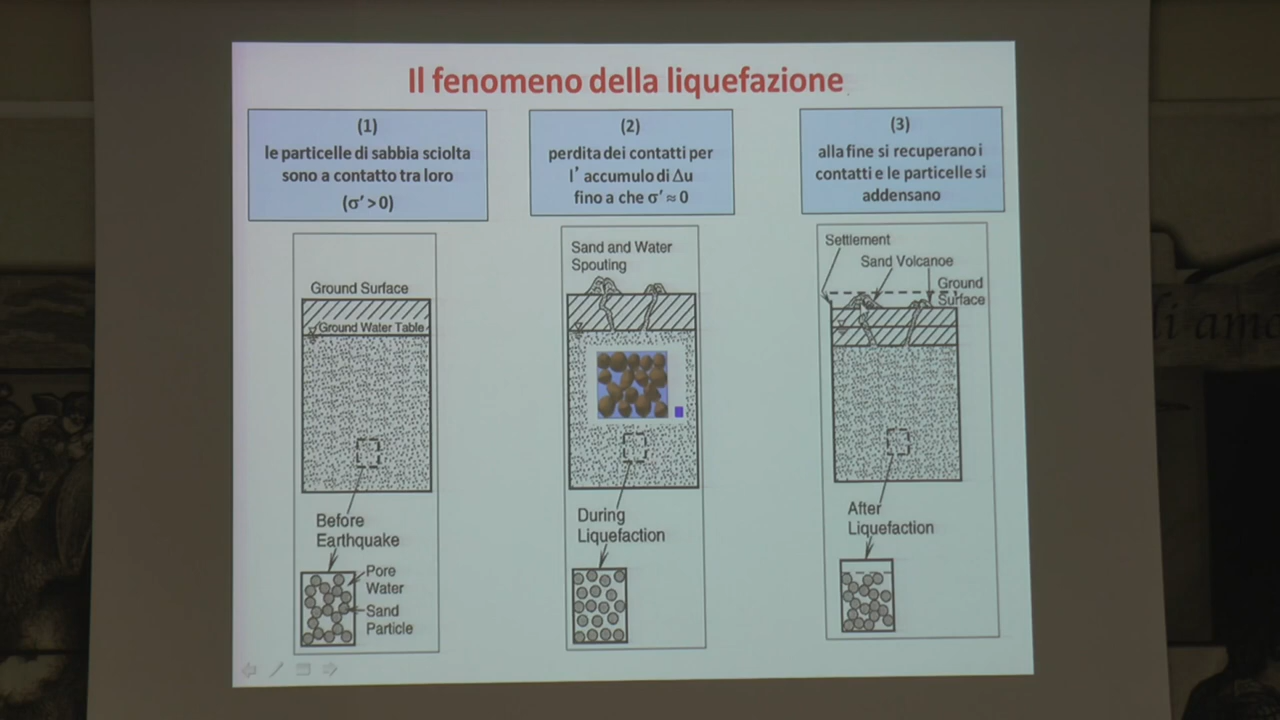 Il fenomeno della liquefazione
(1)
le particelle di sabbia sciolta
sono a contatto tra loro
(σ' > 0)
(2)
perdita dei contatti per
l' accumulo di Δu
fino a che σ' ≈ 0
(3)
alla fine si recuperano i
contatti e le particelle si
addensano
Ground Surface
Ground Water Table
Before
Earthquake
Pore
Water
Sand
Particle
Sand and Water
Spouting
During
Liquefaction
Settlement
Sand Volcanoe
Ground
Surface
After
Liquefaction